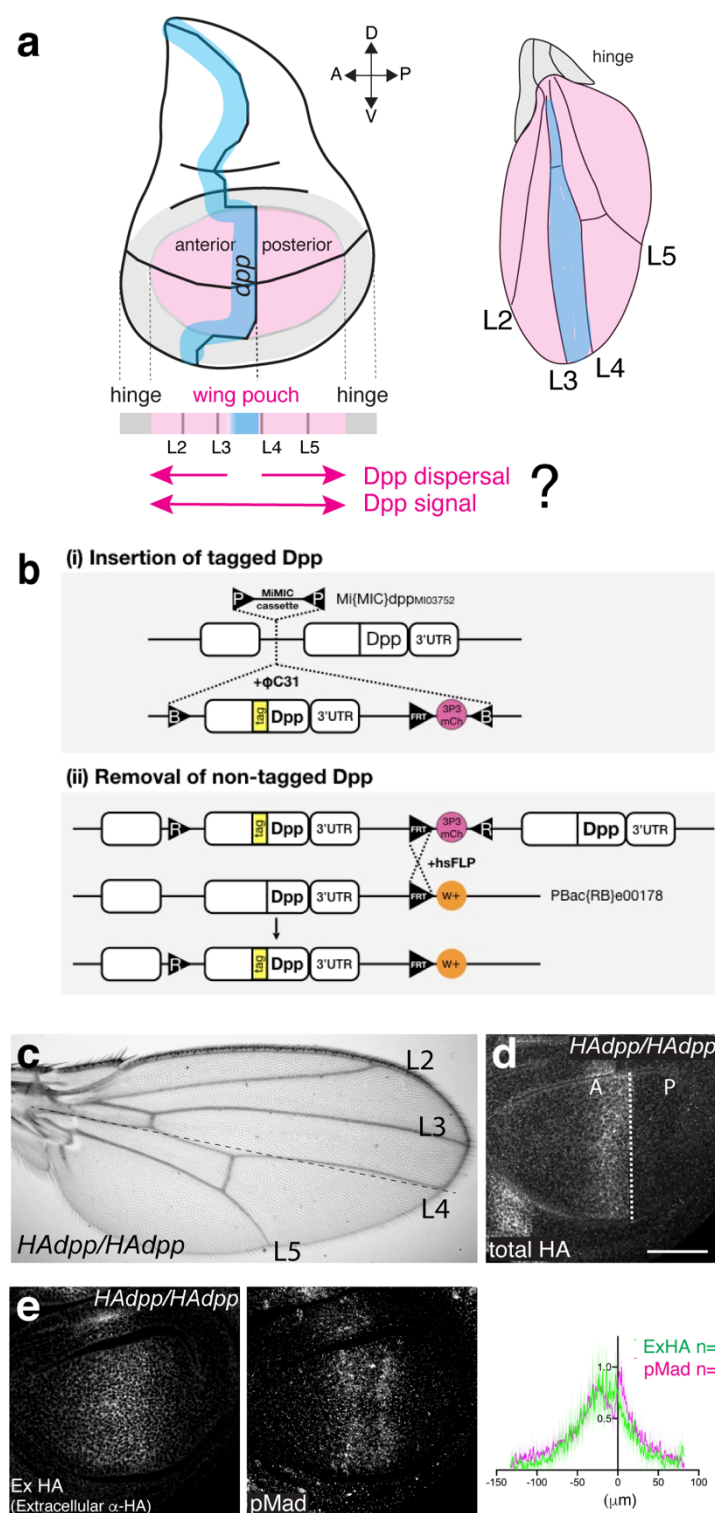 a
D
A P
V
hinge
anterior posterior
dpp
L5
L2
L4
L3
hinge wing pouch hinge
L2 L3 L4 L5
Dpp dispersal
Dpp signal
?
b
(i) Insertion of tagged Dpp
P MiMIC cassette P Mi{MIC}dppMI03752
Dpp 3'UTR
+ϕC31
B tag Dpp 3'UTR FRT 3P3 mCh B
(ii) Removal of non-tagged Dpp
R tag Dpp 3'UTR FRT 3P3 mCh R Dpp 3'UTR
+hsFLP
Dpp 3'UTR FRT w+ PBac{RB}e00178
R tag Dpp 3'UTR FRT w+
c
L2
L3
L4
L5
HAdpp/HAdpp
d
HAdpp/HAdpp
A P
total HA
e
HAdpp/HAdpp
Ex HA
(Extracellular α-HA)
pMad
ExHA n=
pMad n=
1.0
0.5
-150 -100 -50 0 50 100
(μm)